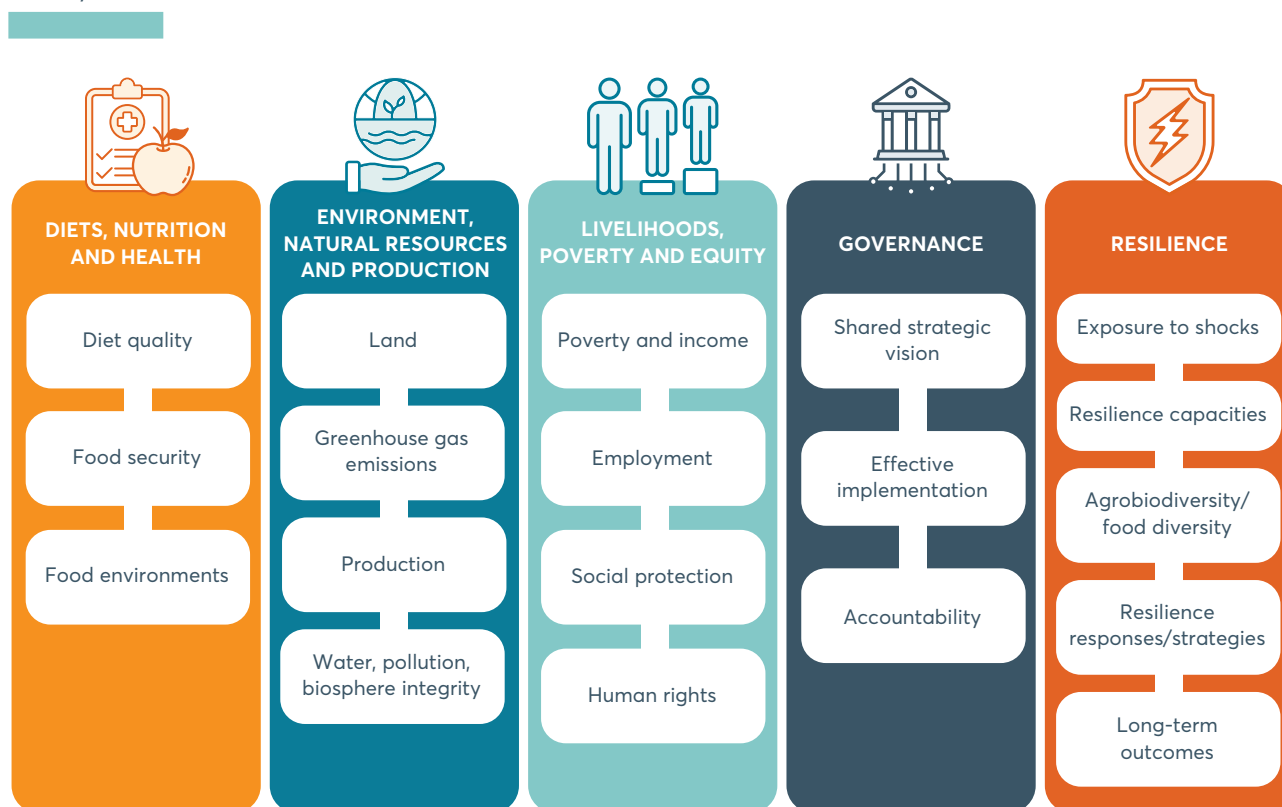 DIETS, NUTRITION
AND HEALTH
Diet quality
Food security
Food environments
ENVIRONMENT,
NATURAL RESOURCES
AND PRODUCTION
Land
Greenhouse gas
emissions
Production
Water, pollution,
biosphere integrity
LIVELIHOODS,
POVERTY AND EQUITY
Poverty and income
Employment
Social protection
Human rights
GOVERNANCE
Shared strategic
vision
Effective
implementation
Accountability
RESILIENCE
Exposure to shocks
Resilience capacities
Agrobiodiversity/
food diversity
Resilience
responses/strategies
Long-term
outcomes